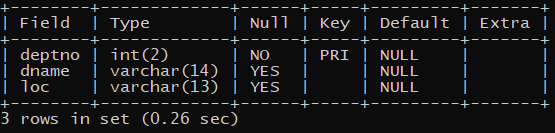 +--------+-------------+------+-----+---------+-------+
| Field  | Type        | Null | Key | Default | Extra |
+--------+-------------+------+-----+---------+-------+
| deptno | int(2)      | NO   | PRI | NULL    |       |
| dname  | varchar(14) | YES  |     | NULL    |       |
| loc    | varchar(13) | YES  |     | NULL    |       |
+--------+-------------+------+-----+---------+-------+
3 rows in set (0.26 sec)